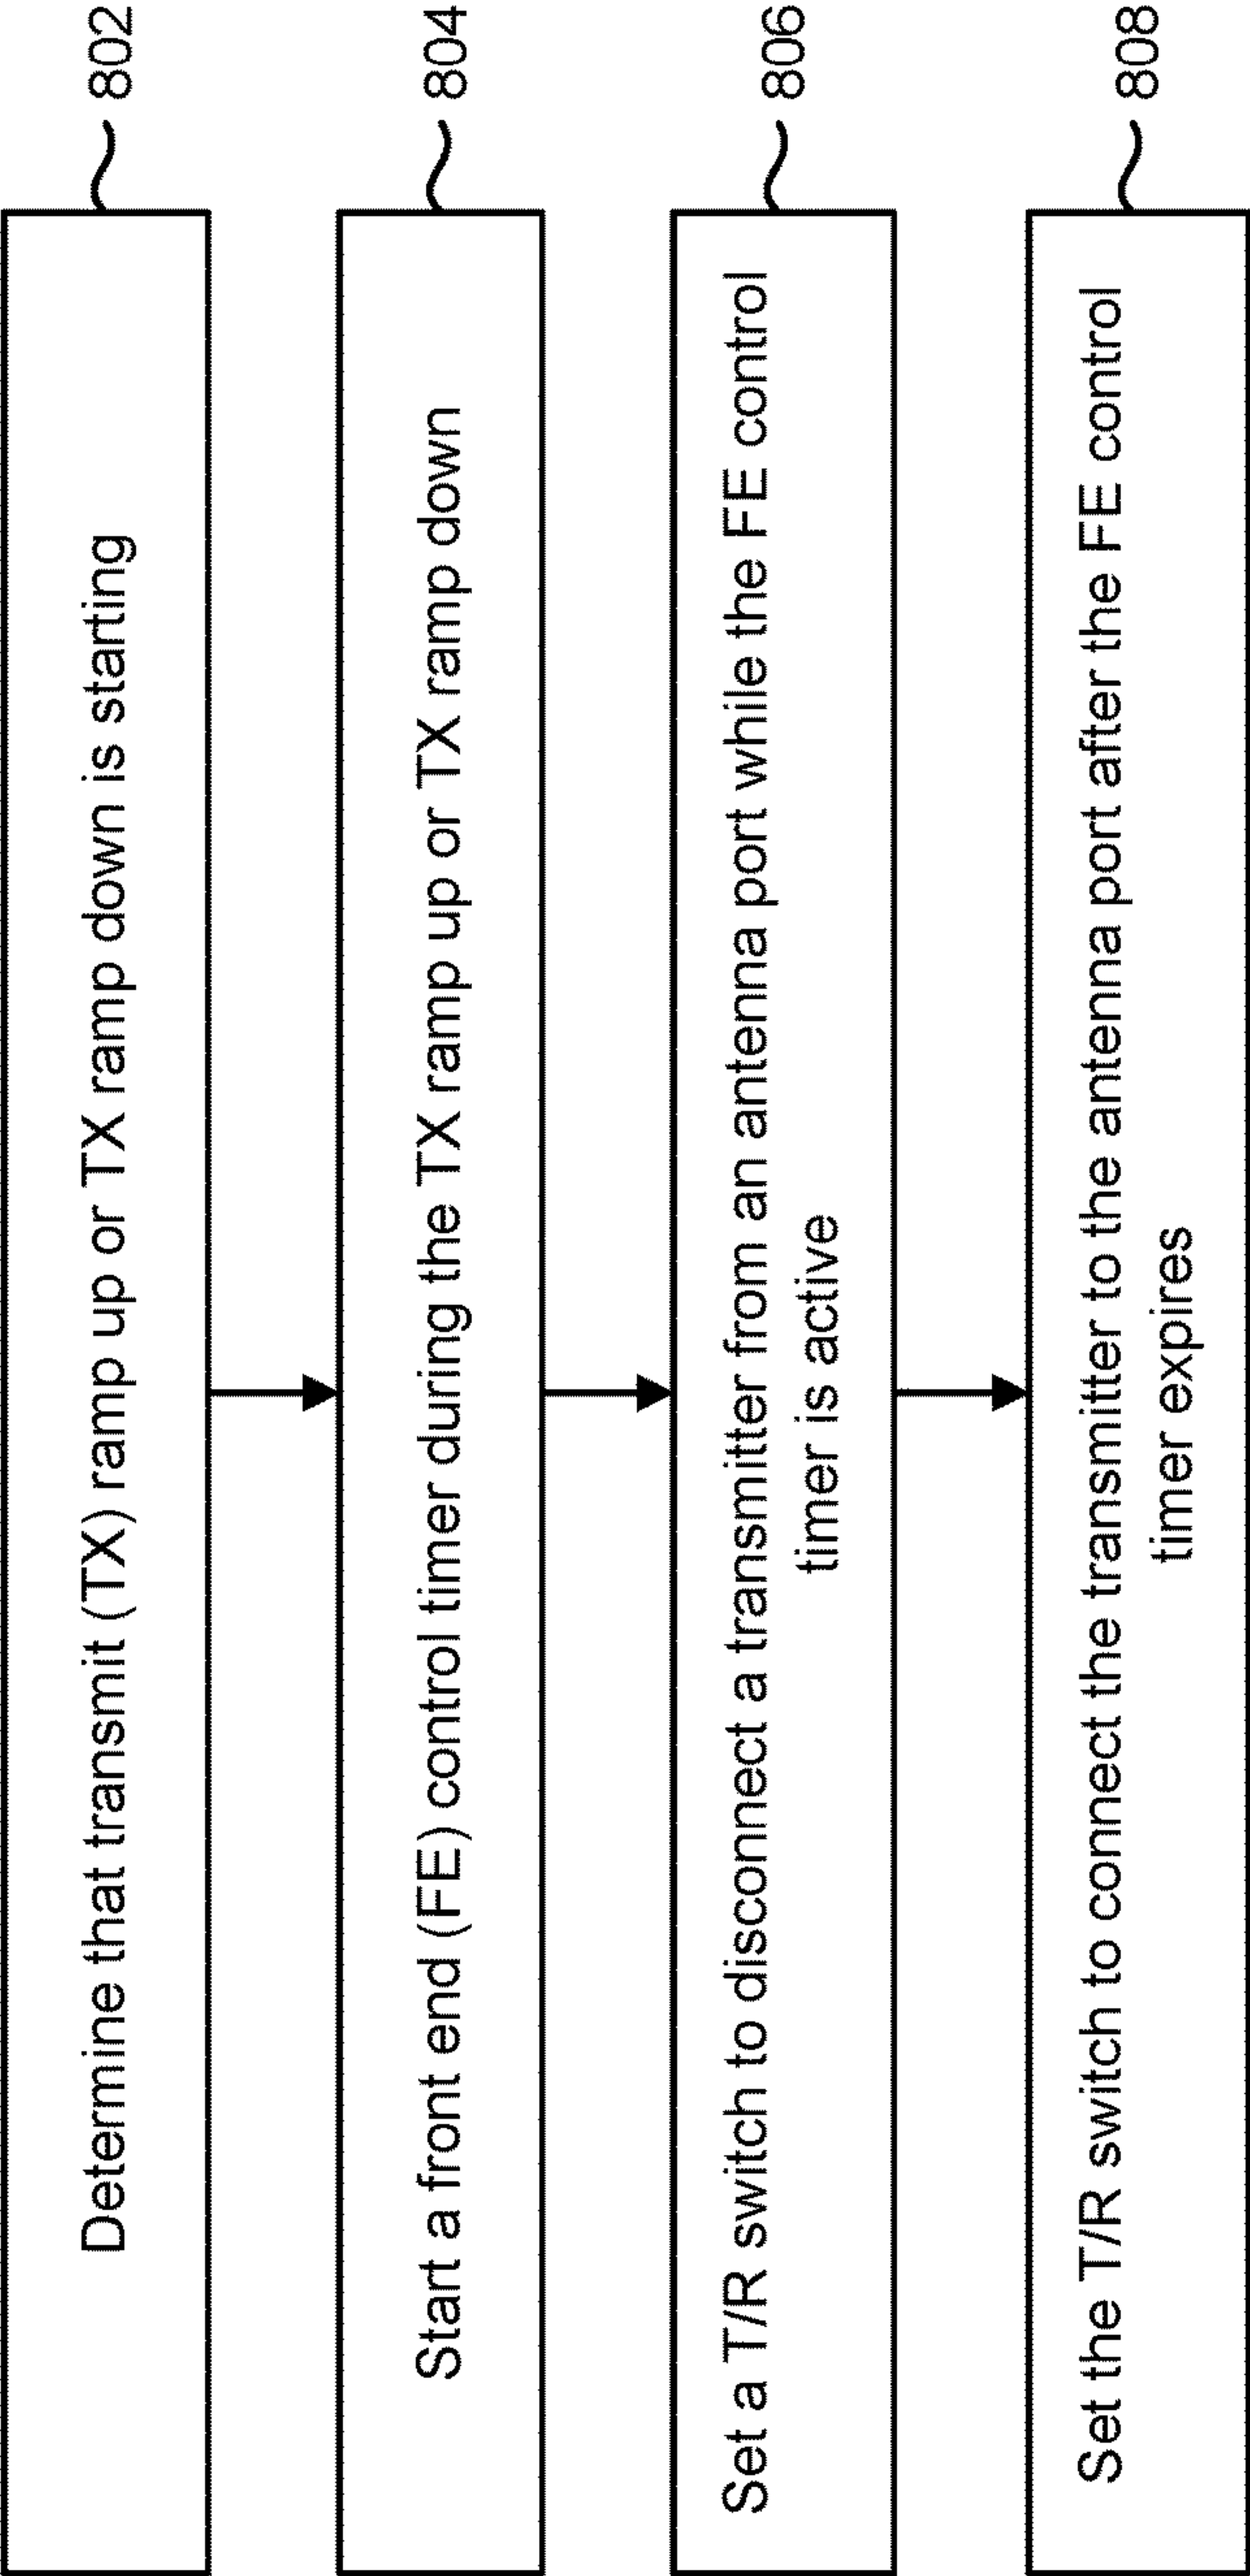 Determine that transmit (TX) ramp up or TX ramp down is starting
802
Start a front end (FE) control timer during the TX ramp up or TX ramp down
804
Set a T/R switch to disconnect a transmitter from an antenna port while the FE control
timer is active
806
Set the T/R switch to connect the transmitter to the antenna port after the FE control
timer expires
808